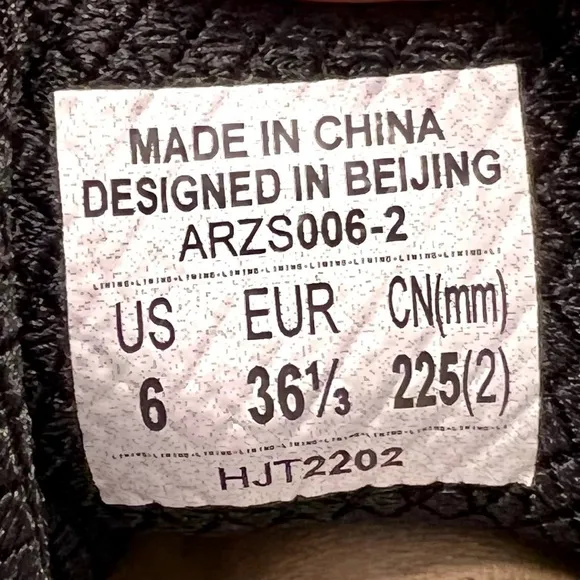 MADE IN CHINA
DESIGNED IN BEIJING
ARZS006-2
US EUR CN(mm)
6 36⅓ 225(2)
HJT2202